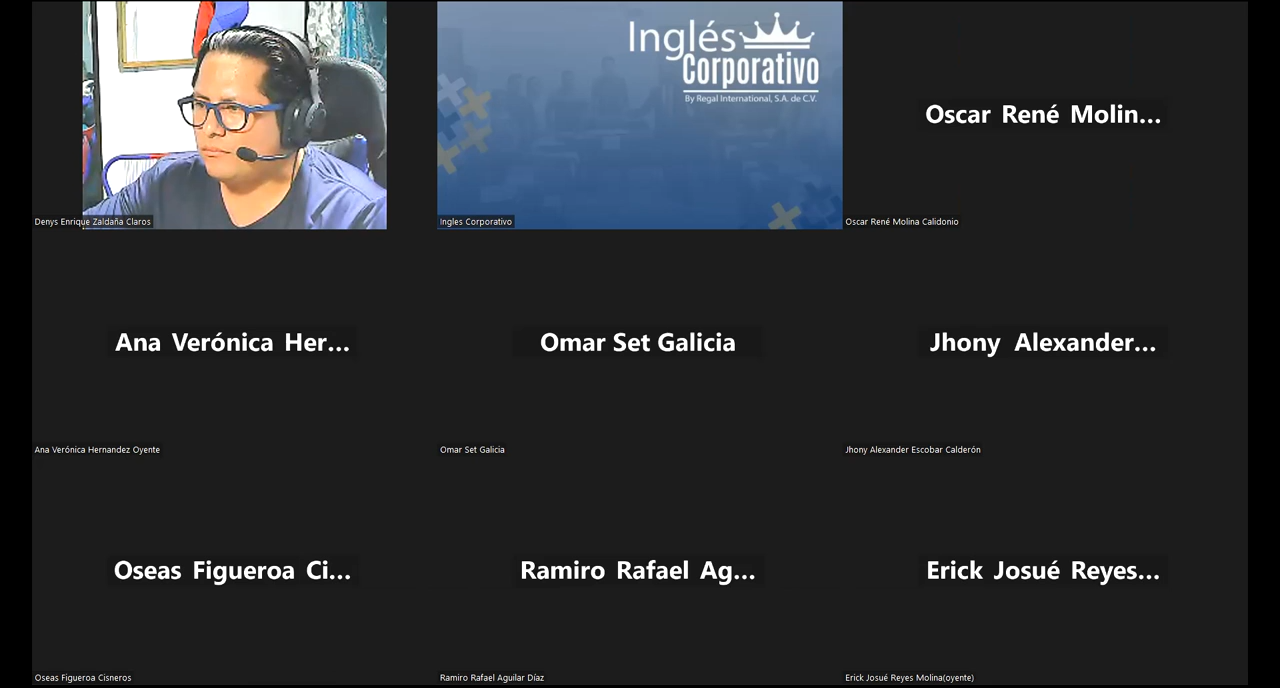 Inglés
Corporativo
By Regal International, S.A. de C.V.
Oscar René Molin...
Denys Enrique Zaldaña Claros
Ingles Corporativo
Oscar René Molina Calidonio
Ana Verónica Her...
Omar Set Galicia
Jhony Alexander...
Ana Verónica Hernandez Oyente
Omar Set Galicia
Jhony Alexander Escobar Calderón
Oseas Figueroa Ci...
Ramiro Rafael Ag...
Erick Josué Reyes...
Oseas Figueroa Cisneros
Ramiro Rafael Aguilar Díaz
Erick Josué Reyes Molina(oyente)